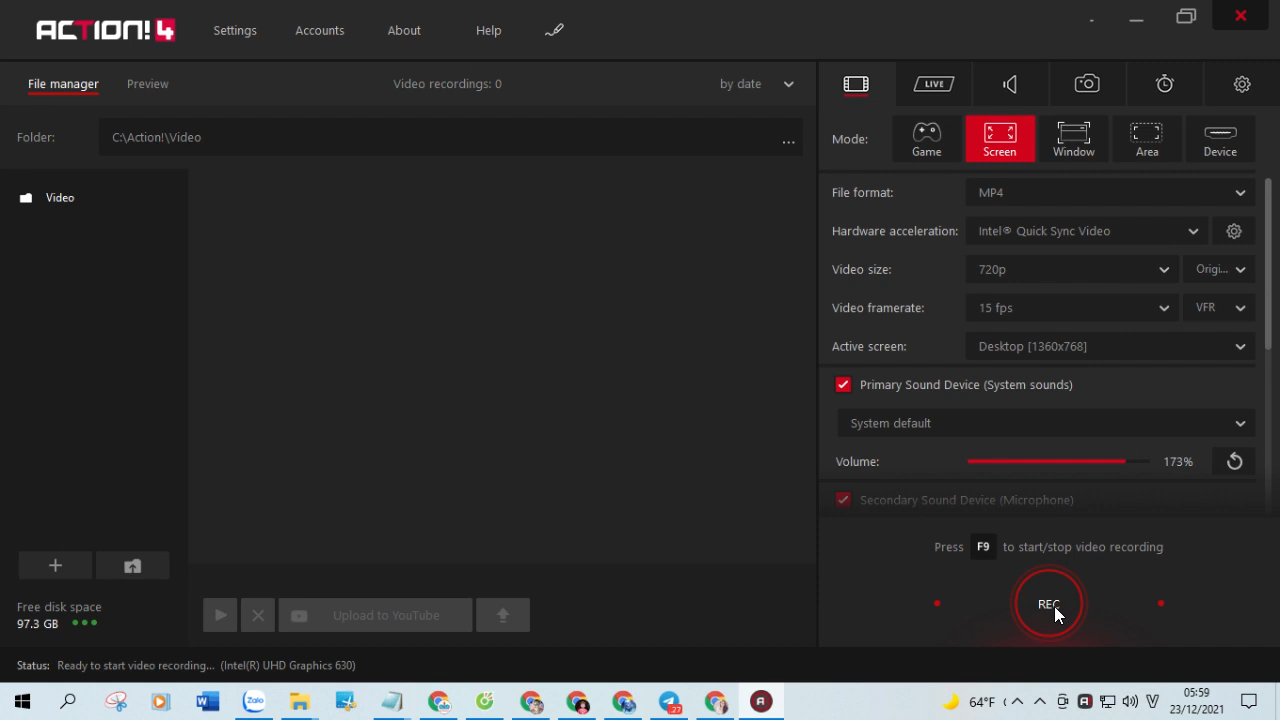 ACTION! 4
Settings
Accounts
About
Help
File manager
Preview
Video recordings: 0
by date
LIVE
Folder:
C:\Action!\Video
...
Mode:
Game
Screen
Window
Area
Device
Video
File format:
MP4
Hardware acceleration:
Intel® Quick Sync Video
Video size:
720p
Origi...
Video framerate:
15 fps
VFR
Active screen:
Desktop [1360x768]
Primary Sound Device (System sounds)
System default
Volume:
173%
Secondary Sound Device (Microphone)
Press F9 to start/stop video recording
REC
Free disk space
97.3 GB
Upload to YouTube
Status:
Ready to start video recording... (Intel(R) UHD Graphics 630)
Zalo
27
64°F
05:59
23/12/2021